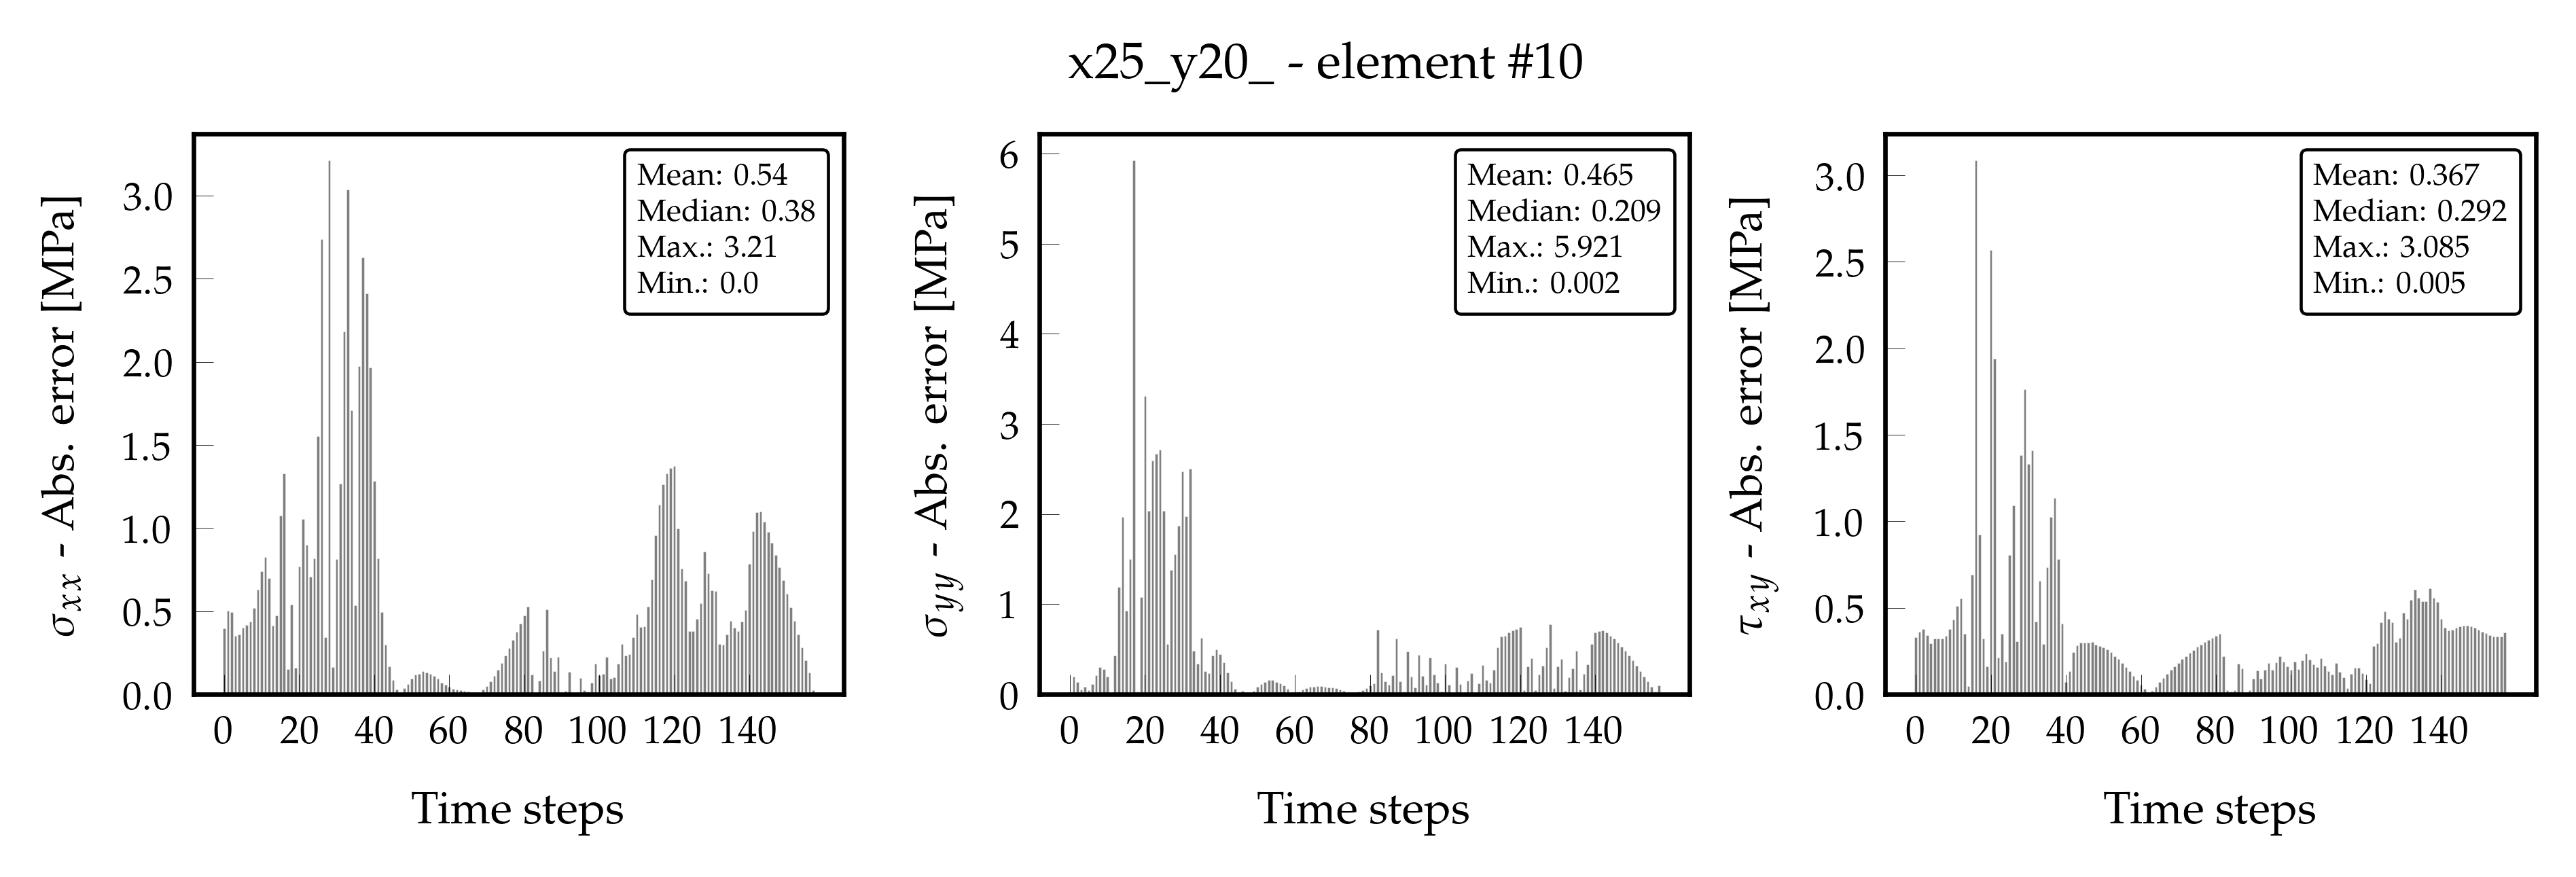 x25_y20_ - element #10
σxx - Abs. error [MPa]
3.0
2.5
2.0
1.5
1.0
0.5
0.0
Mean: 0.54
Median: 0.38
Max.: 3.21
Min.: 0.0
0 20 40 60 80 100 120 140
Time steps
σyy - Abs. error [MPa]
6
5
4
3
2
1
0
Mean: 0.465
Median: 0.209
Max.: 5.921
Min.: 0.002
0 20 40 60 80 100 120 140
Time steps
τxy - Abs. error [MPa]
3.0
2.5
2.0
1.5
1.0
0.5
0.0
Mean: 0.367
Median: 0.292
Max.: 3.085
Min.: 0.005
0 20 40 60 80 100 120 140
Time steps